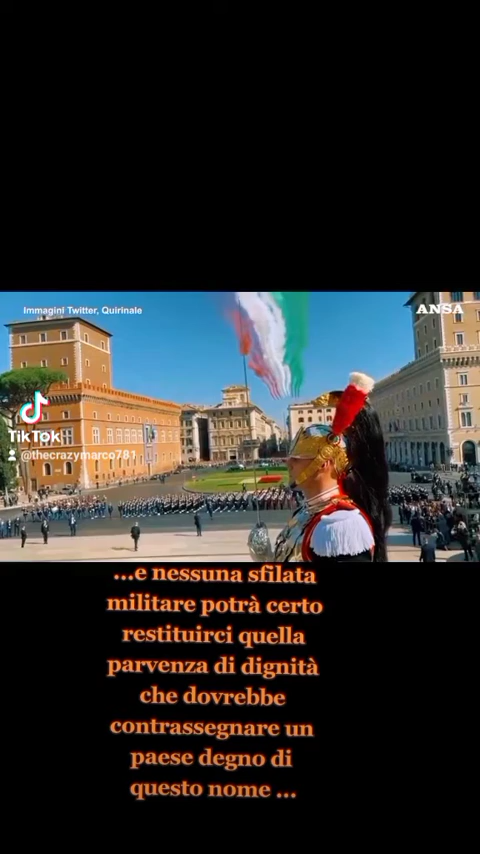 Immagini Twitter, Quirinale
ANSA
TikTok
@thecrazymarco781
...e nessuna sfilata
militare potrà certo
restituirci quella
parvenza di dignità
che dovrebbe
contrassegnare un
paese degno di
questo nome ...